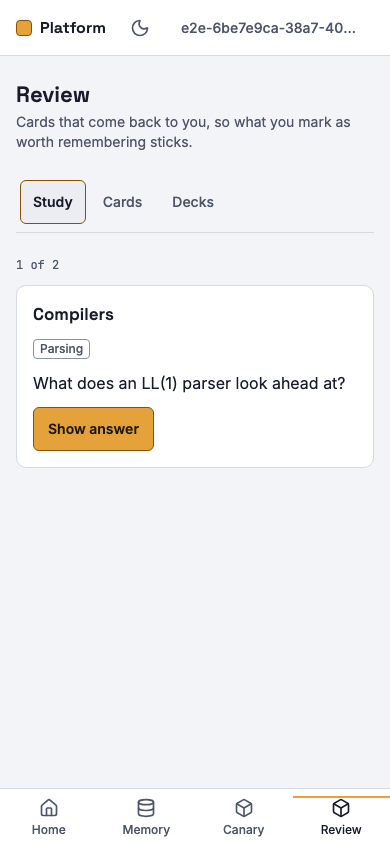 Platform
e2e-6be7e9ca-38a7-40...
Review
Cards that come back to you, so what you mark as
worth remembering sticks.
Study Cards Decks
1 of 2
Compilers
Parsing
What does an LL(1) parser look ahead at?
Show answer
Home Memory Canary Review